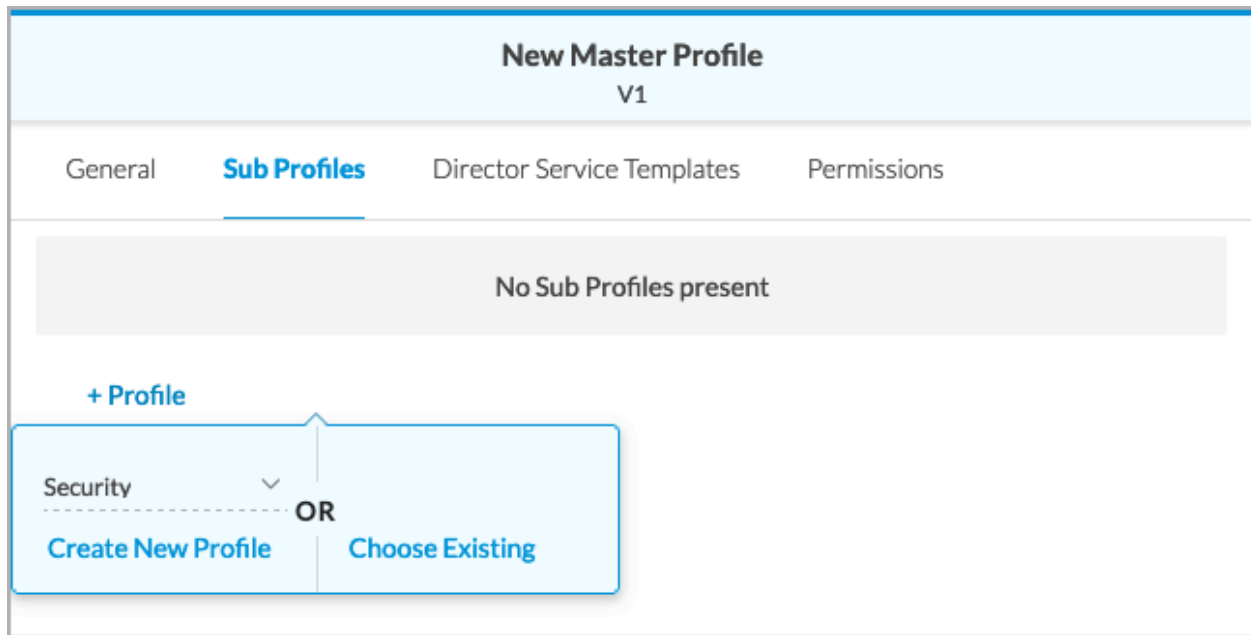 New Master Profile
V1
General Sub Profiles Director Service Templates Permissions
No Sub Profiles present
+ Profile
Security
OR
Create New Profile Choose Existing